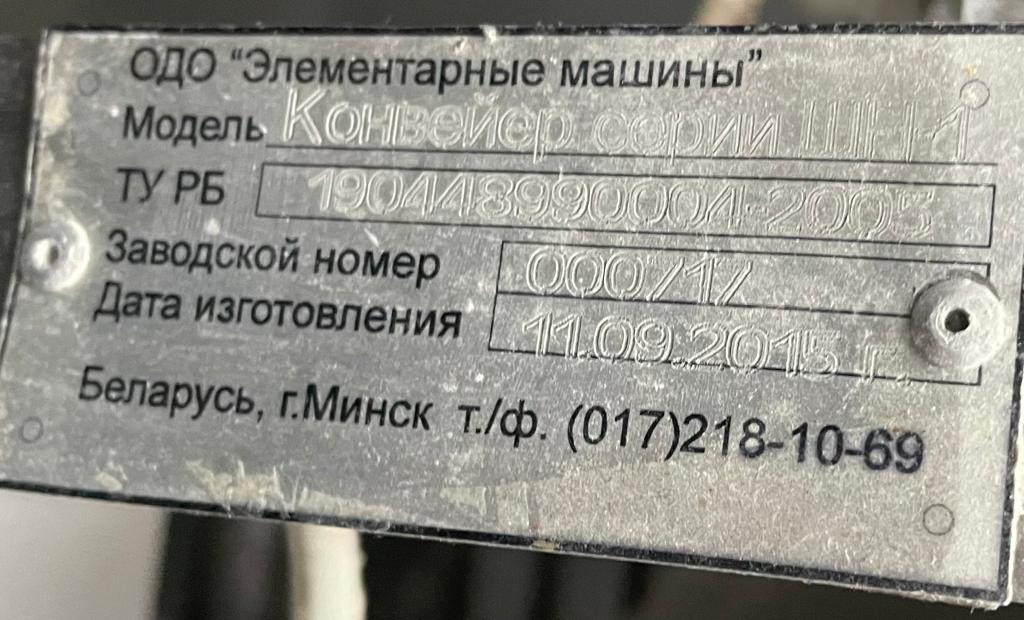 ОДО "Элементарные машины"
Модель Конвейер серии ШН 1
ТУ РБ 190448990004-2005
Заводской номер 000717
Дата изготовления 11.09.2015 г.
Беларусь, г.Минск т./ф. (017)218-10-69